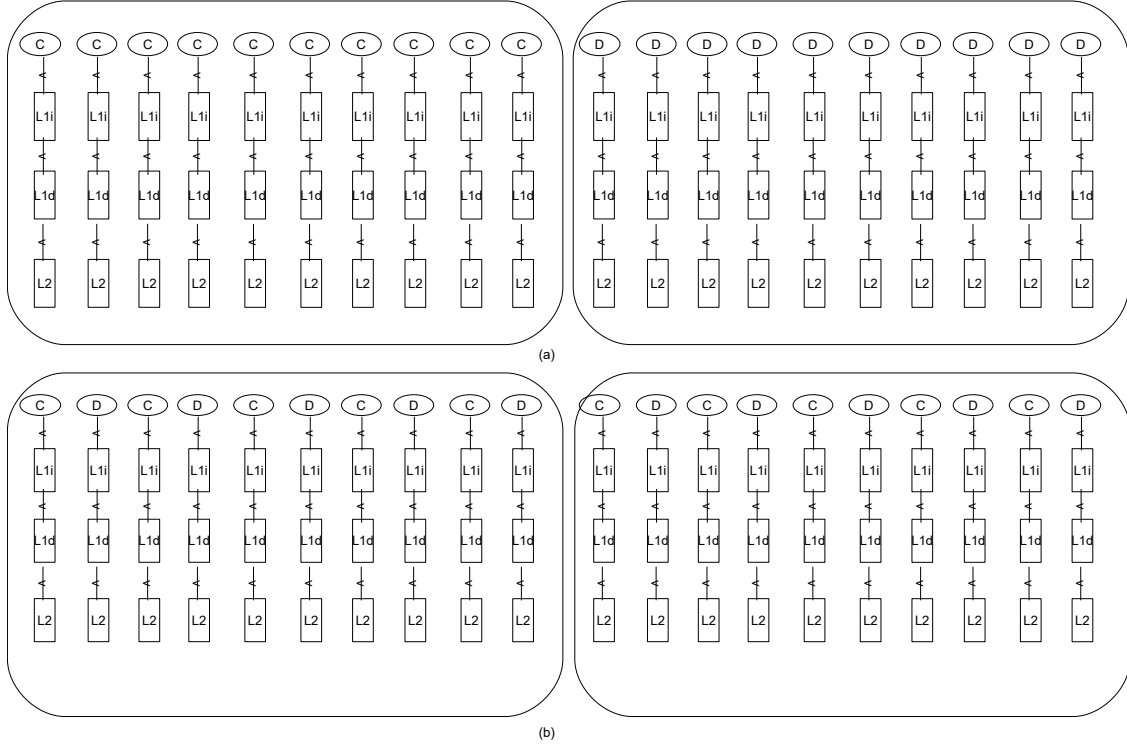 C C C C C C C C C C D D D D D D D D D D
L1i L1i L1i L1i L1i L1i L1i L1i L1i L1i L1i L1i L1i L1i L1i L1i L1i L1i L1i L1i
L1d L1d L1d L1d L1d L1d L1d L1d L1d L1d L1d L1d L1d L1d L1d L1d L1d L1d L1d L1d
L2 L2 L2 L2 L2 L2 L2 L2 L2 L2 L2 L2 L2 L2 L2 L2 L2 L2 L2 L2
(a)
C D C D C D C D C D C D C D C D C D C D
L1i L1i L1i L1i L1i L1i L1i L1i L1i L1i L1i L1i L1i L1i L1i L1i L1i L1i L1i L1i
L1d L1d L1d L1d L1d L1d L1d L1d L1d L1d L1d L1d L1d L1d L1d L1d L1d L1d L1d L1d
L2 L2 L2 L2 L2 L2 L2 L2 L2 L2 L2 L2 L2 L2 L2 L2 L2 L2 L2 L2
(b)